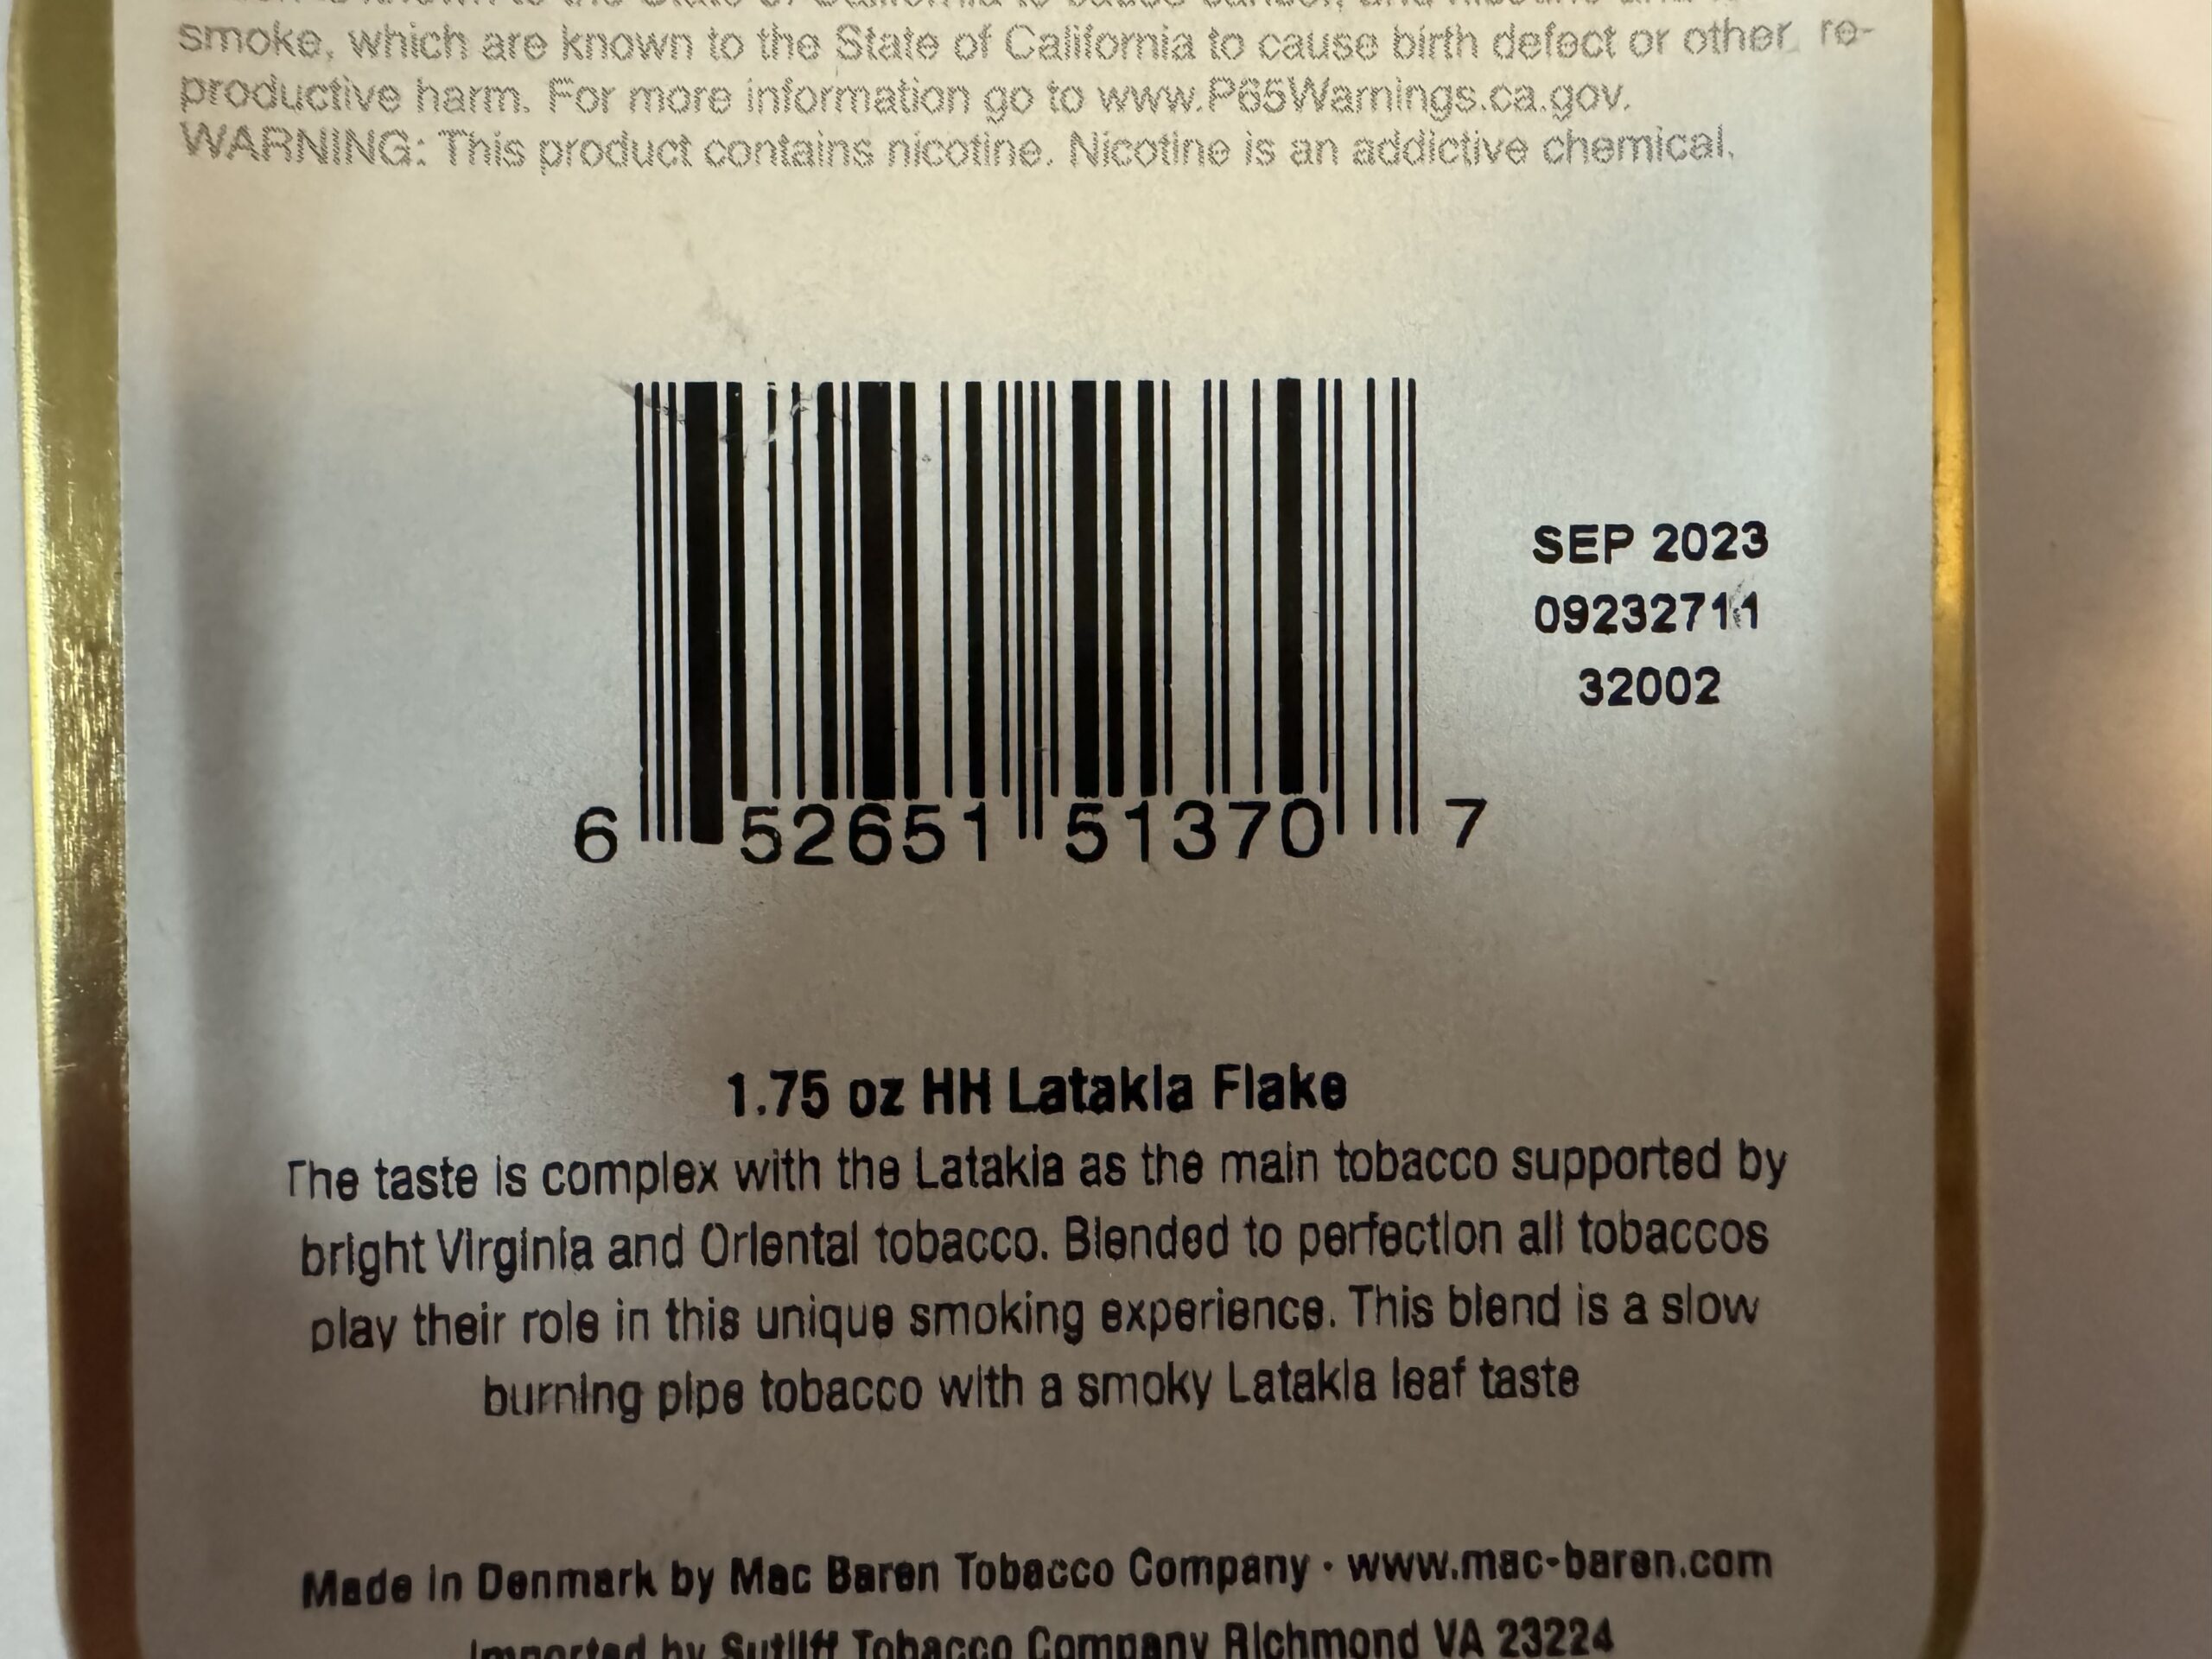 smoke, which are known to the State of California to cause birth defect or other re-
productive harm. For more information go to www.P65Warnings.ca.gov.
WARNING: This product contains nicotine. Nicotine is an addictive chemical.
SEP 2023
09232711
32002
6 52651 51370 7
1.75 oz HH Latakia Flake
The taste is complex with the Latakia as the main tobacco supported by
bright Virginia and Oriental tobacco. Blended to perfection all tobaccos
play their role in this unique smoking experience. This blend is a slow
burning pipe tobacco with a smoky Latakia leaf taste
Made in Denmark by Mac Baren Tobacco Company · www.mac-baren.com
Imported by Sutliff Tobacco Company Richmond VA 23224